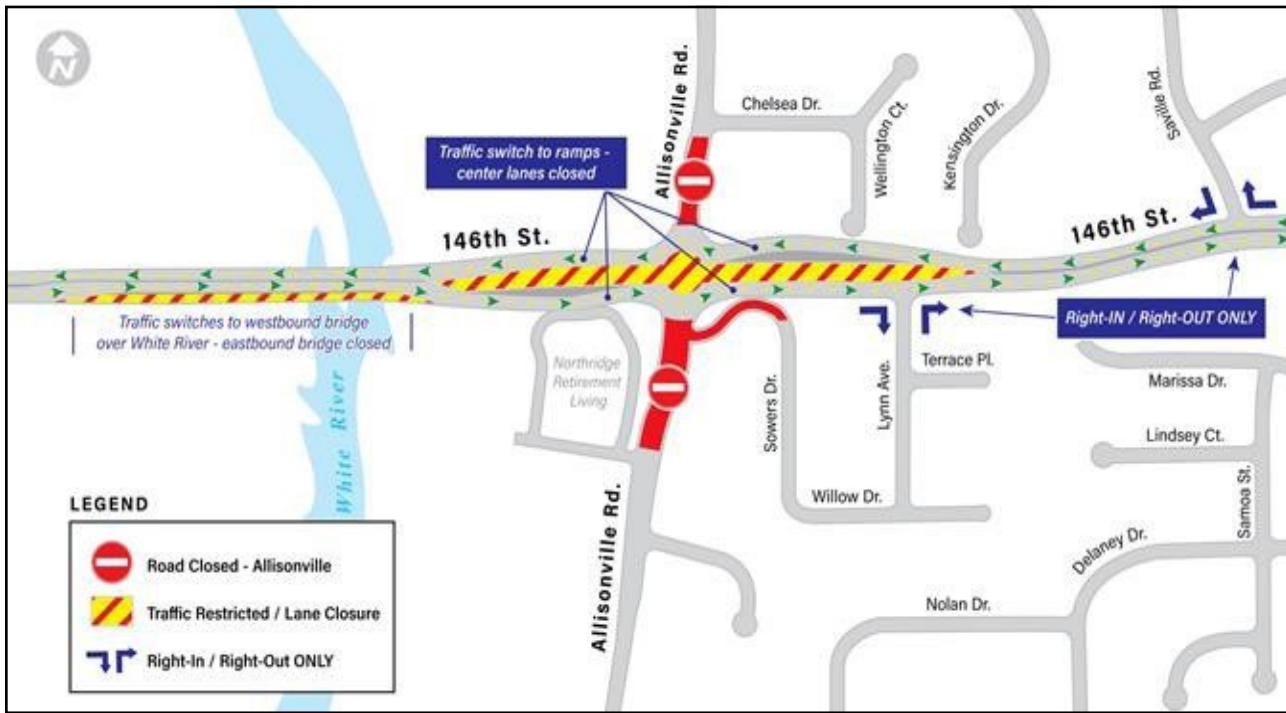 N
Allisonville Rd.
Chelsea Dr.
Wellington Ct.
Kensington Dr.
Saville Rd.
Traffic switch to ramps -
center lanes closed
146th St.
146th St.
Traffic switches to westbound bridge
over White River - eastbound bridge closed
Right-IN / Right-OUT ONLY
Northridge
Retirement
Living
Sowers Dr.
Lynn Ave.
Terrace Pl.
Marissa Dr.
Lindsey Ct.
Samoa St.
White River
Willow Dr.
Allisonville Rd.
Delaney Dr.
Nolan Dr.
LEGEND
Road Closed - Allisonville
Traffic Restricted / Lane Closure
Right-In / Right-Out ONLY